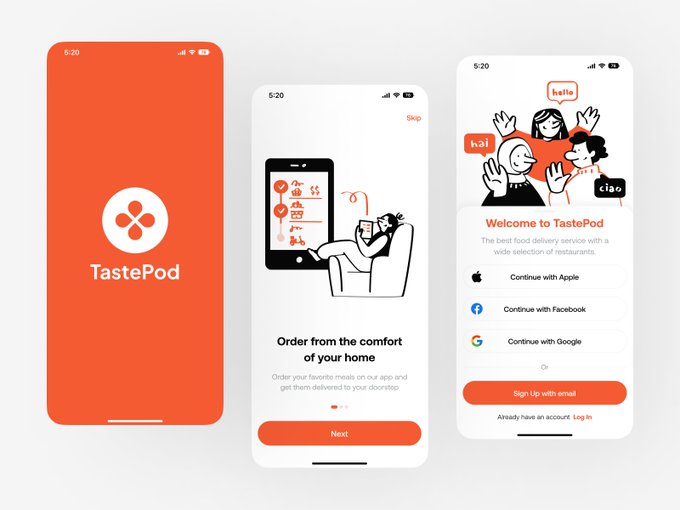 5:20
76
TastePod
5:20
76
Skip
Order from the comfort
of your home
Order your favorite meals on our app and
get them delivered to your doorstep
Next
5:20
76
hello
hai
ciao
Welcome to TastePod
The best food delivery service with a
wide selection of restaurants.
Continue with Apple
Continue with Facebook
Continue with Google
Or
Sign Up with email
Already have an account Log In